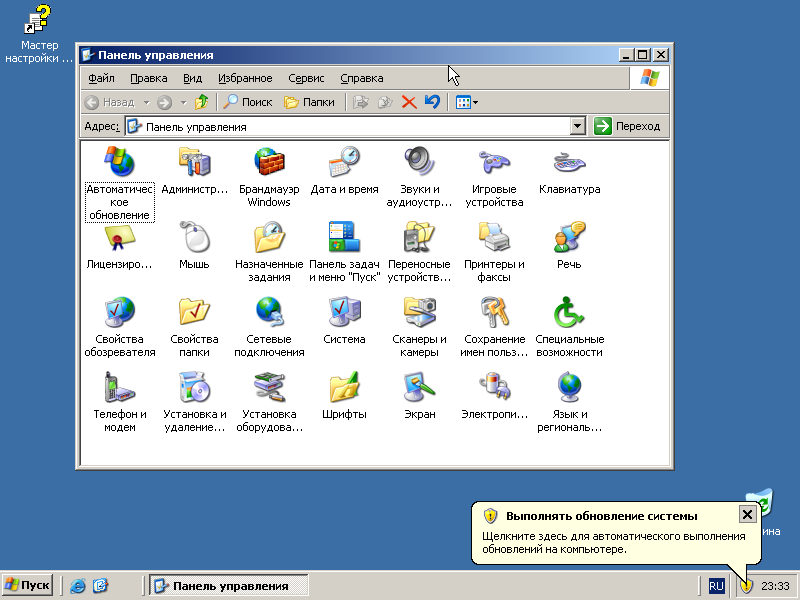 Мастер
настройки ...
Панель управления
Файл Правка Вид Избранное Сервис Справка
Назад Поиск Папки
Адрес: Панель управления Переход
Автоматичес
кое
обновление
Администр...
Брандмауэр
Windows
Дата и время
Звуки и
аудиоустр...
Игровые
устройства
Клавиатура
Лицензиро...
Мышь
Назначенные
задания
Панель задач
и меню "Пуск"
Переносные
устройств...
Принтеры и
факсы
Речь
Свойства
обозревателя
Свойства
папки
Сетевые
подключения
Система
Сканеры и
камеры
Сохранение
имен польз...
Специальные
возможности
Телефон и
модем
Установка и
удаление...
Установка
оборудова...
Шрифты
Экран
Электропи...
Язык и
региональ...
Выполнять обновление системы
Щелкните здесь для автоматического выполнения
обновлений на компьютере.
Пуск Панель управления RU 23:33